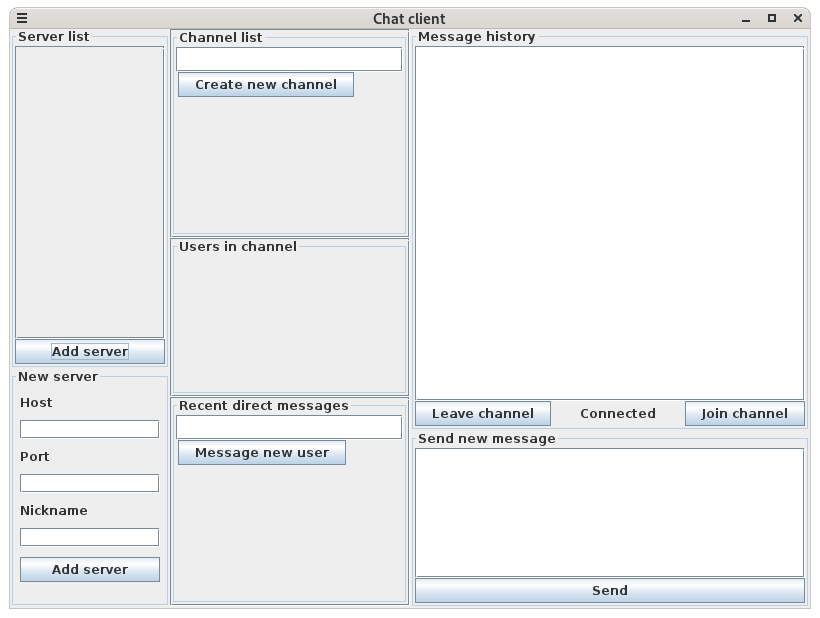 Chat client
Server list
Add server
New server
Host
Port
Nickname
Add server
Channel list
Create new channel
Users in channel
Recent direct messages
Message new user
Message history
Leave channel
Connected
Join channel
Send new message
Send